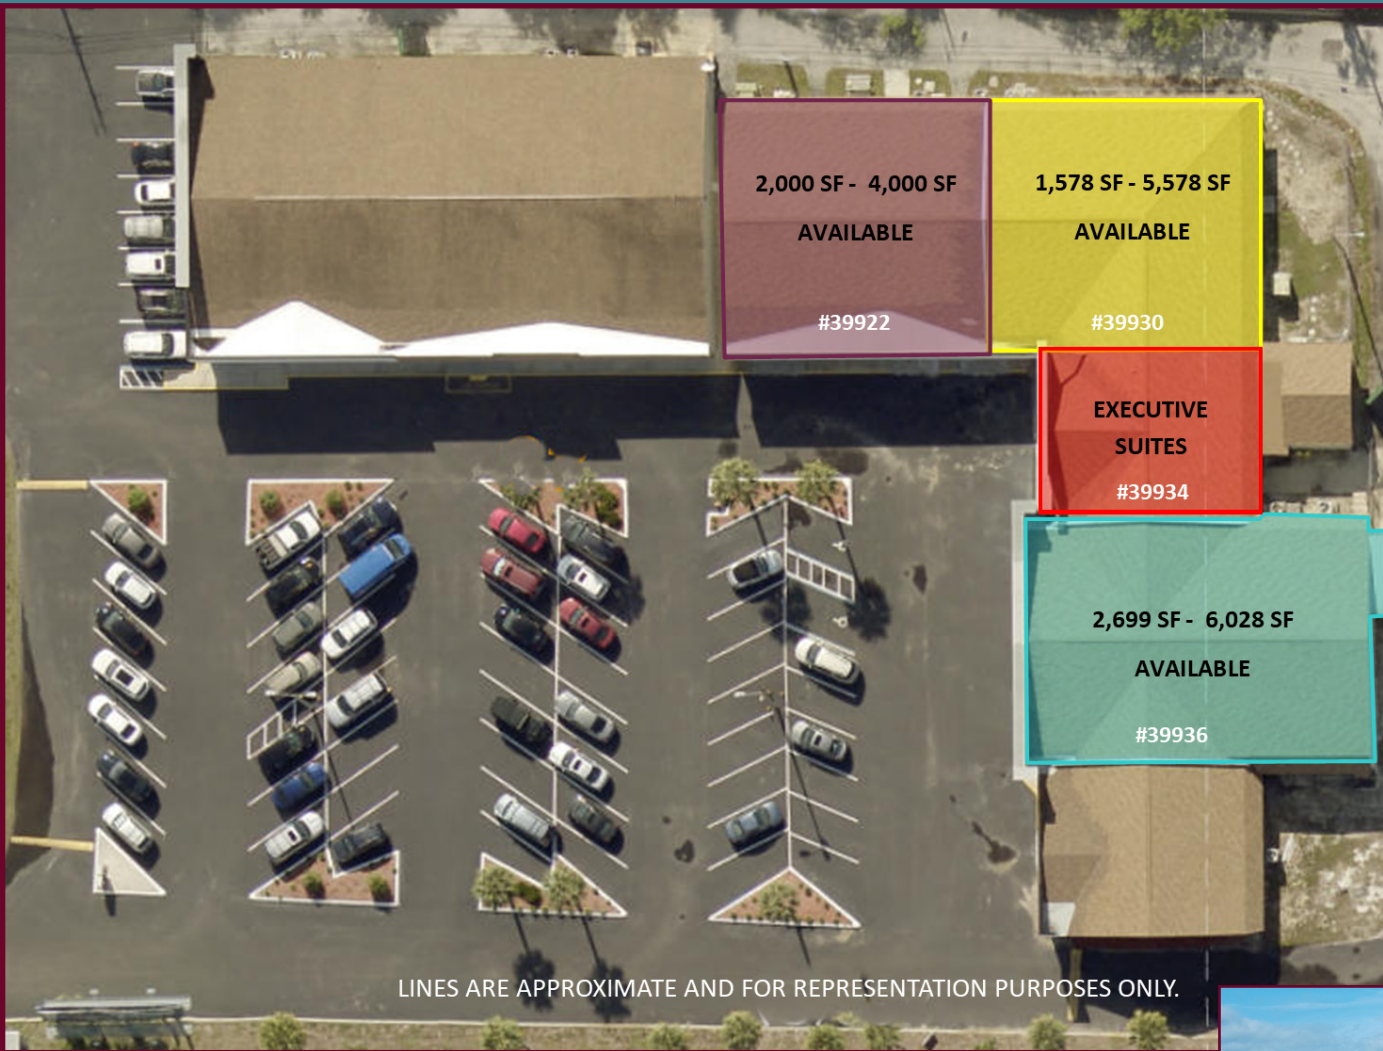 2,000 SF - 4,000 SF
AVAILABLE
#39922
1,578 SF - 5,578 SF
AVAILABLE
#39930
EXECUTIVE
SUITES
#39934
2,699 SF - 6,028 SF
AVAILABLE
#39936
LINES ARE APPROXIMATE AND FOR REPRESENTATION PURPOSES ONLY.